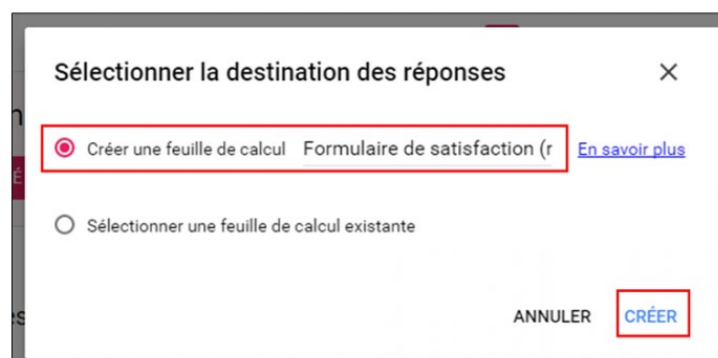 Sélectionner la destination des réponses
Créer une feuille de calcul Formulaire de satisfaction (r En savoir plus
Sélectionner une feuille de calcul existante
ANNULER CRÉER